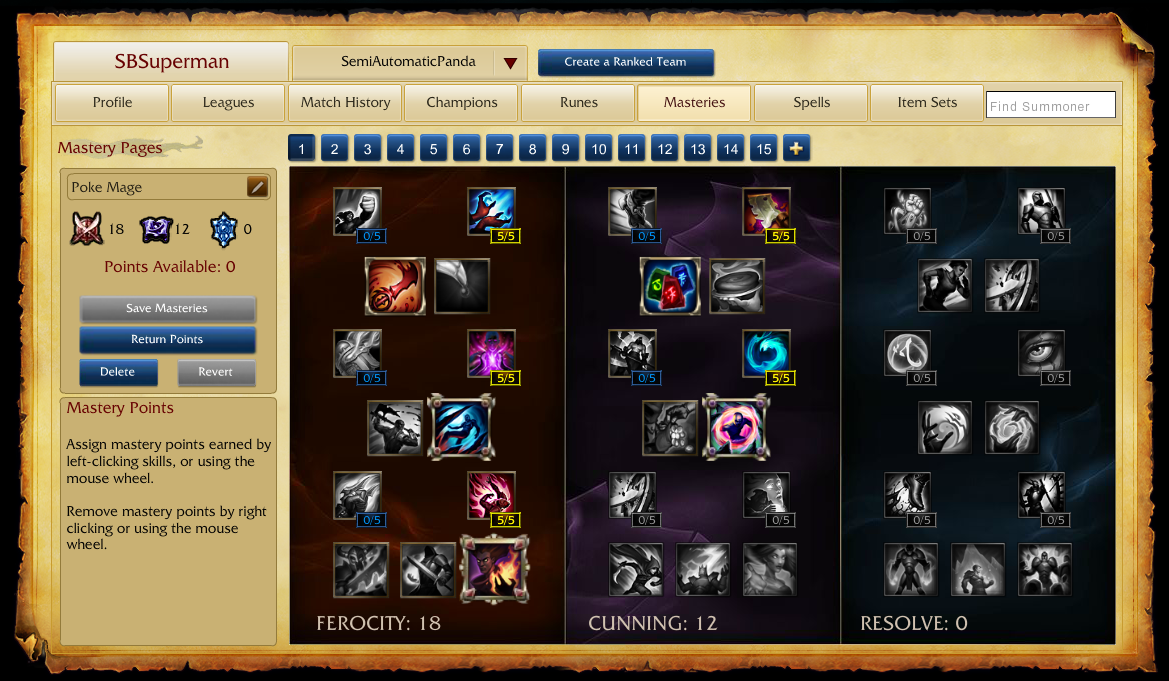 SBSuperman
SemiAutomaticPanda
Create a Ranked Team
Profile
Leagues
Match History
Champions
Runes
Masteries
Spells
Item Sets
Find Summoner
Mastery Pages
1 2 3 4 5 6 7 8 9 10 11 12 13 14 15
Poke Mage
18 12 0
Points Available: 0
Save Masteries
Return Points
Delete Revert
Mastery Points
Assign mastery points earned by
left-clicking skills, or using the
mouse wheel.
Remove mastery points by right
clicking or using the mouse
wheel.
0/5 5/5 0/5 5/5 0/5 0/5
0/5 5/5 0/5 5/5 0/5 0/5
0/5 5/5 0/5 0/5 0/5 0/5
FEROCITY: 18 CUNNING: 12 RESOLVE: 0